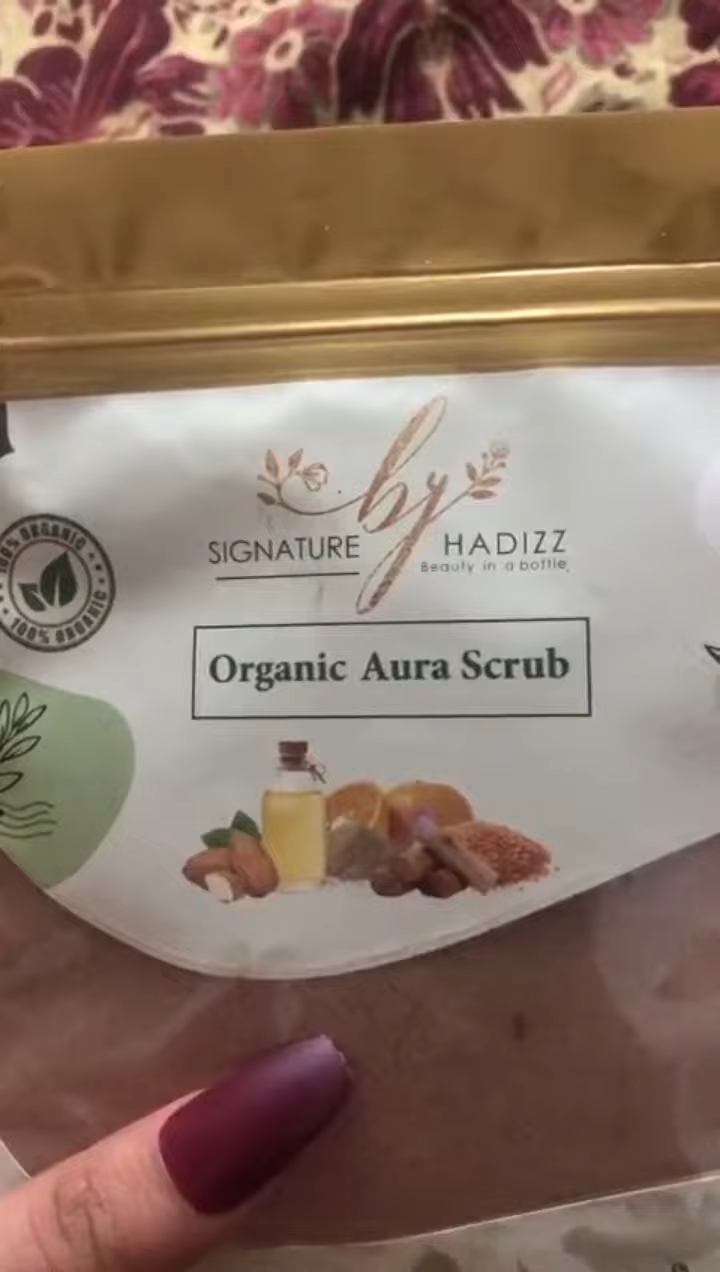 by
SIGNATURE
HADIZZ
Beauty in a bottle
100% ORGANIC
100% ORGANIC
Organic Aura Scrub